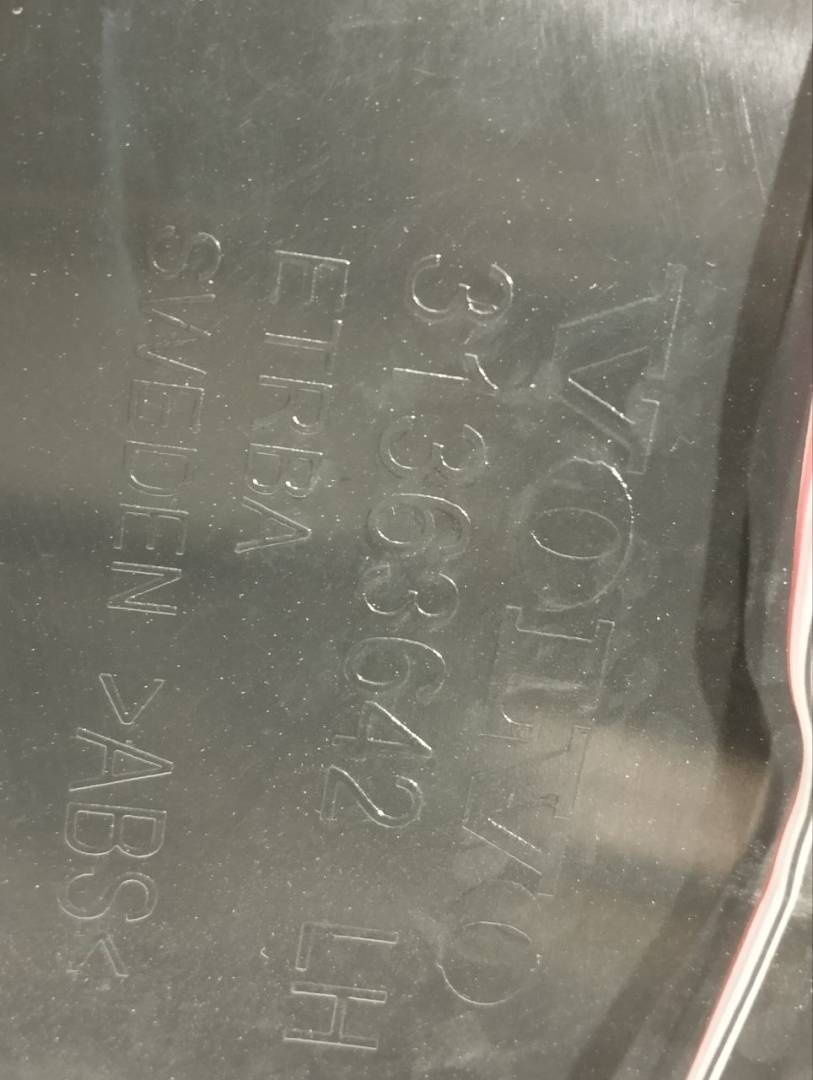 VOLVO
31363642 LH
ETRBA
SWEDEN >ABS<